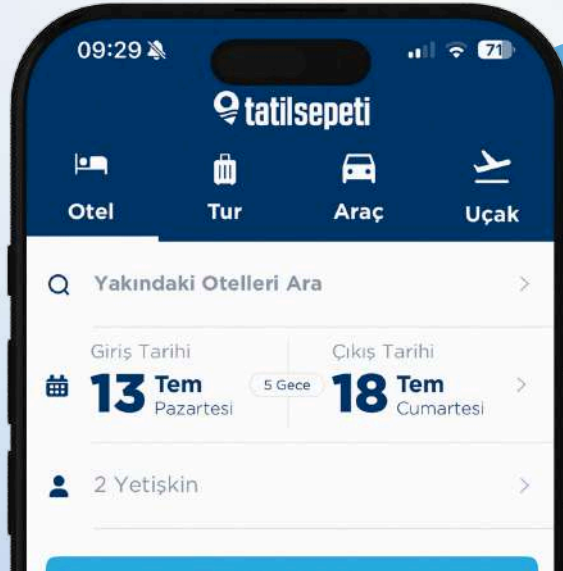 09:29
71
tatilsepeti
Otel Tur Araç Uçak
Yakındaki Otelleri Ara
Giriş Tarihi Çıkış Tarihi
13 Tem Pazartesi 5 Gece 18 Tem Cumartesi
2 Yetişkin